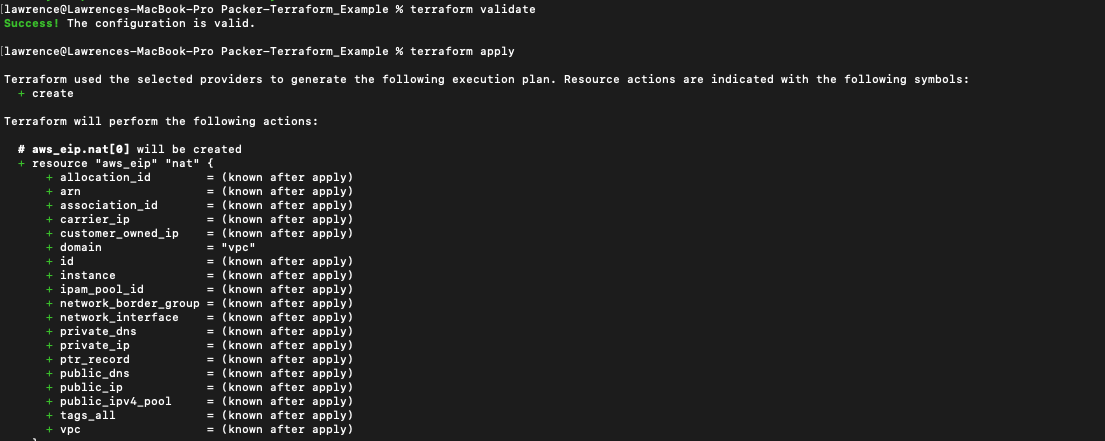 [lawrence@Lawrences-MacBook-Pro Packer-Terraform_Example % terraform validate
Success! The configuration is valid.
[lawrence@Lawrences-MacBook-Pro Packer-Terraform_Example % terraform apply
Terraform used the selected providers to generate the following execution plan. Resource actions are indicated with the following symbols:
  + create
Terraform will perform the following actions:
  # aws_eip.nat[0] will be created
  + resource "aws_eip" "nat" {
      + allocation_id        = (known after apply)
      + arn                  = (known after apply)
      + association_id       = (known after apply)
      + carrier_ip           = (known after apply)
      + customer_owned_ip    = (known after apply)
      + domain               = "vpc"
      + id                   = (known after apply)
      + instance             = (known after apply)
      + ipam_pool_id         = (known after apply)
      + network_border_group = (known after apply)
      + network_interface    = (known after apply)
      + private_dns          = (known after apply)
      + private_ip           = (known after apply)
      + ptr_record           = (known after apply)
      + public_dns           = (known after apply)
      + public_ip            = (known after apply)
      + public_ipv4_pool     = (known after apply)
      + tags_all             = (known after apply)
      + vpc                  = (known after apply)